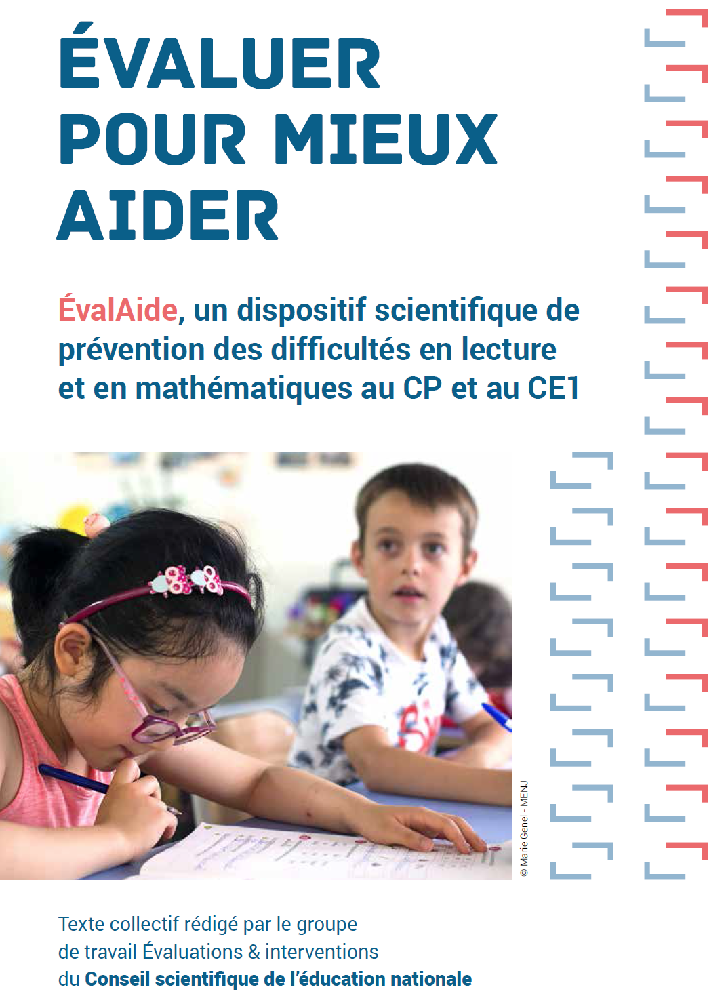 ÉVALUER
POUR MIEUX
AIDER
ÉvalAide, un dispositif scientifique de
prévention des difficultés en lecture
et en mathématiques au CP et au CE1
© Marie Genel - MENJ
Texte collectif rédigé par le groupe
de travail Évaluations & interventions
du Conseil scientifique de l’éducation nationale